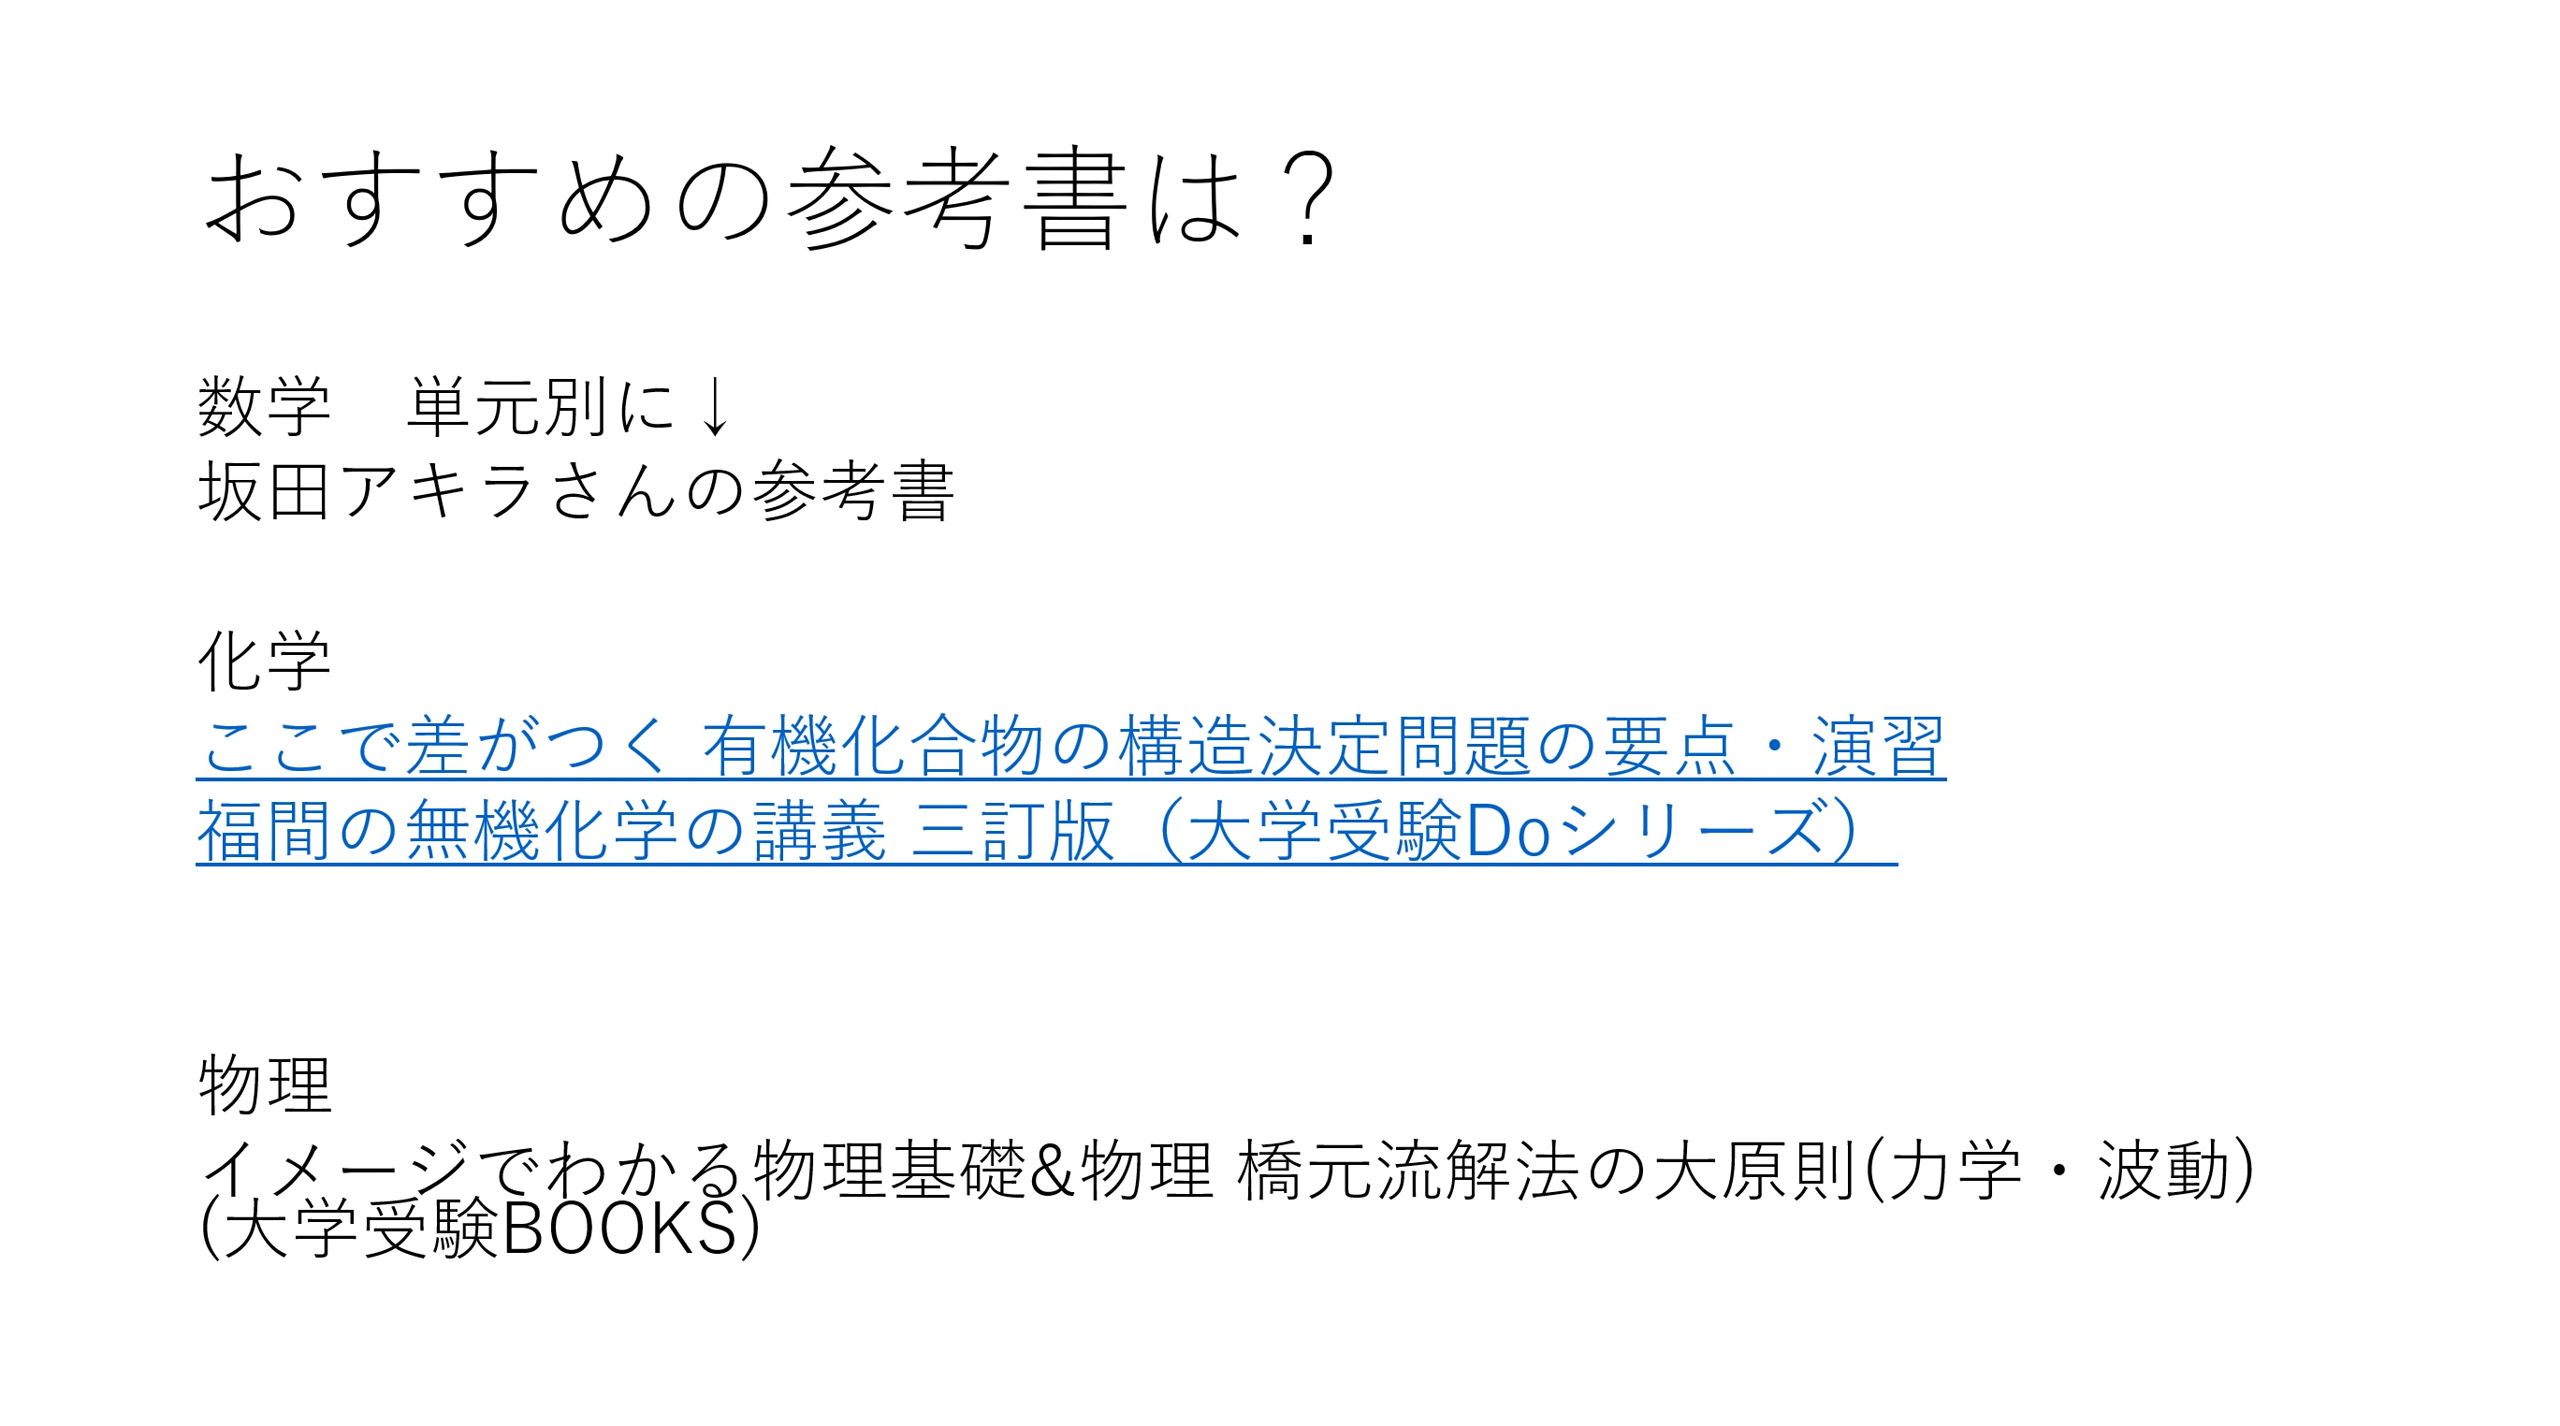 おすすめの参考書は？
数学　単元別に↓
坂田アキラさんの参考書
化学
ここで差がつく 有機化合物の構造決定問題の要点・演習
福間の無機化学の講義 三訂版（大学受験Doシリーズ）
物理
イメージでわかる物理基礎&物理 橋元流解法の大原則(力学・波動)
(大学受験BOOKS)